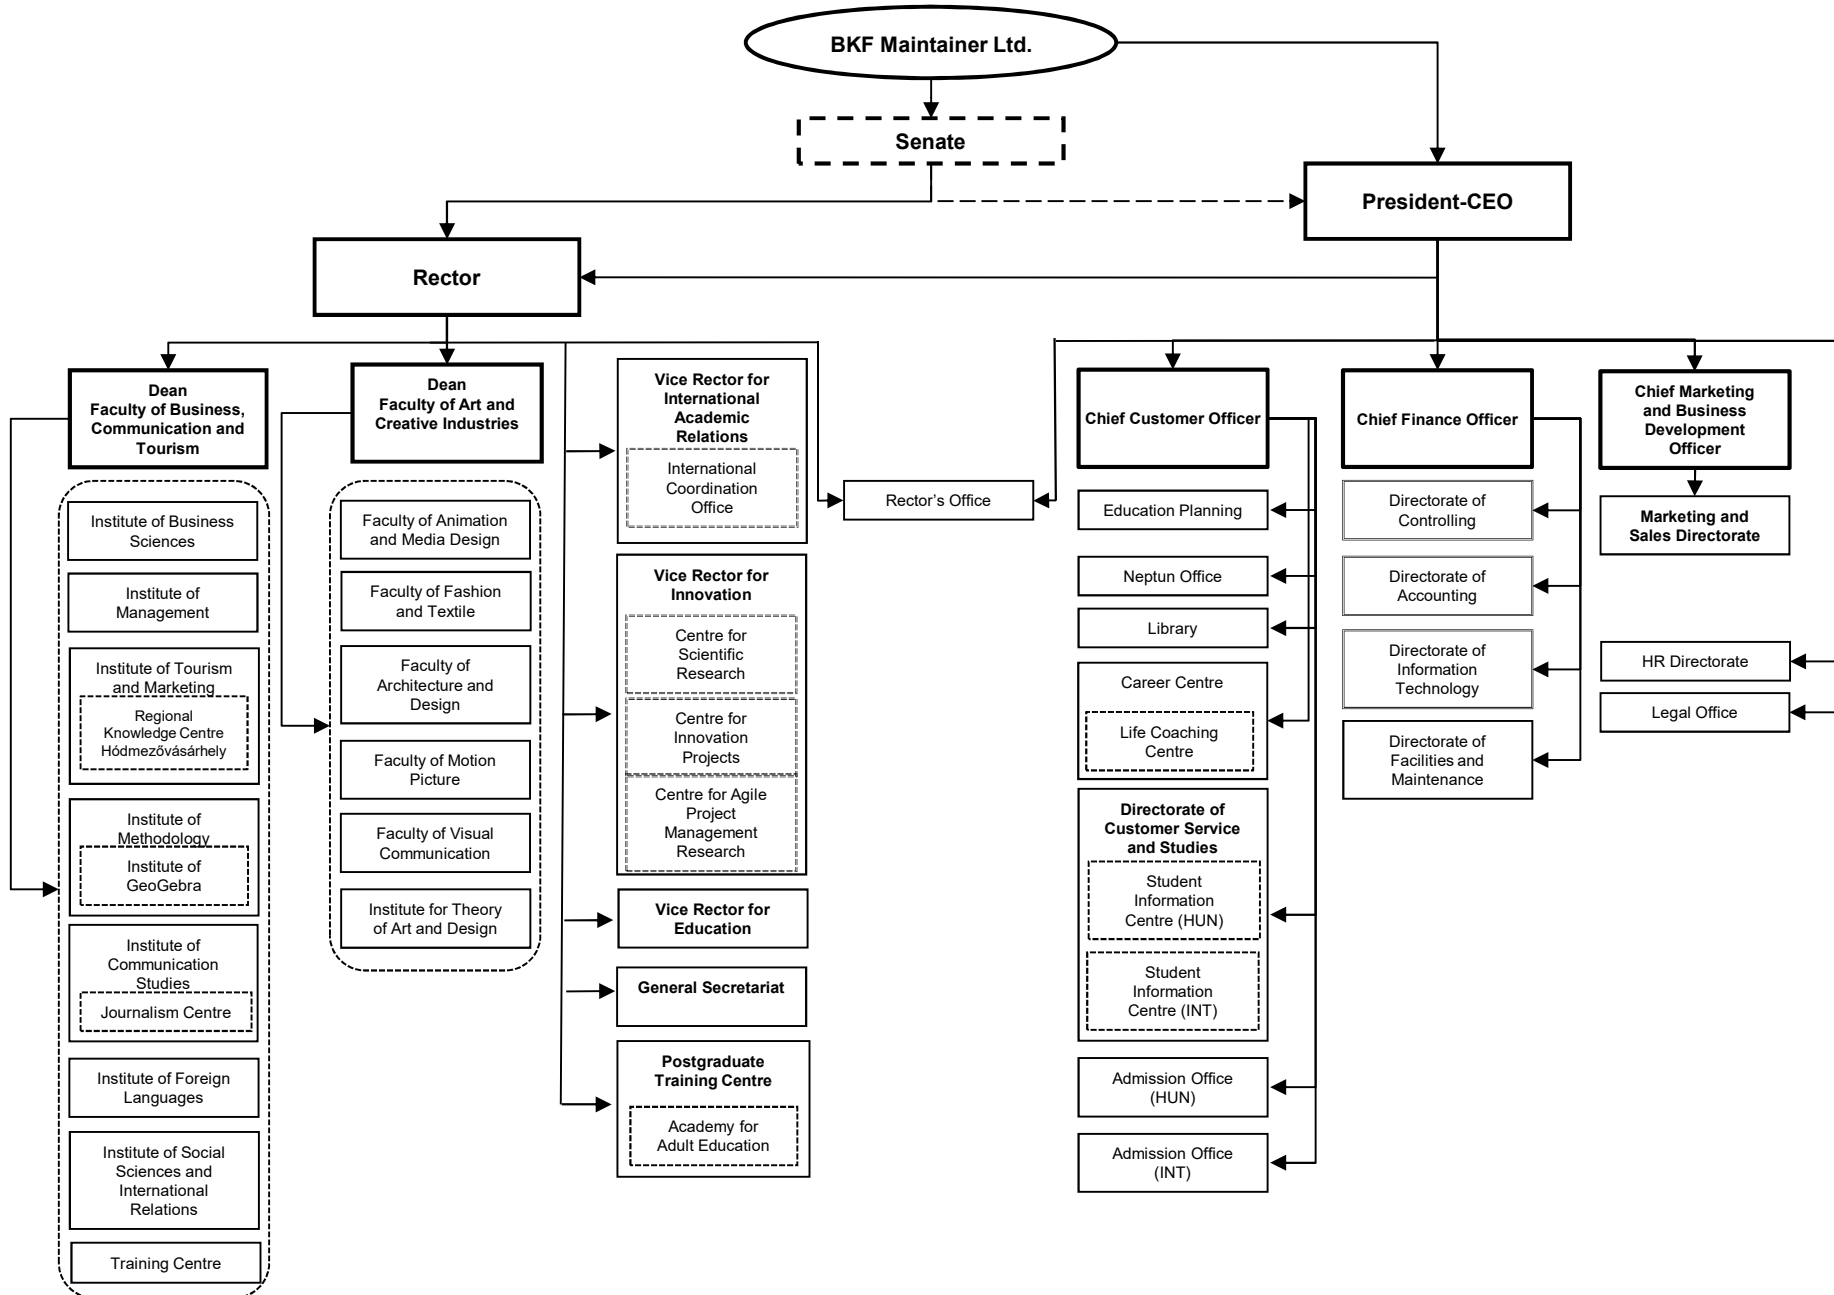 BKF Maintainer Ltd.
Senate
President-CEO
Rector
Dean
Faculty of Business,
Communication and
Tourism
Institute of Business
Sciences
Institute of
Management
Institute of Tourism
and Marketing
Regional
Knowledge Centre
Hódmezővásárhely
Institute of
Methodology
Institute of
GeoGebra
Institute of
Communication
Studies
Journalism Centre
Institute of Foreign
Languages
Institute of Social
Sciences and
International
Relations
Training Centre
Dean
Faculty of Art and
Creative Industries
Faculty of Animation
and Media Design
Faculty of Fashion
and Textile
Faculty of
Architecture and
Design
Faculty of Motion
Picture
Faculty of Visual
Communication
Institute for Theory
of Art and Design
Vice Rector for
International
Academic
Relations
International
Coordination
Office
Vice Rector for
Innovation
Centre for
Scientific
Research
Centre for
Innovation
Projects
Centre for Agile
Project
Management
Research
Vice Rector for
Education
General Secretariat
Postgraduate
Training Centre
Academy for
Adult Education
Rector’s Office
Chief Customer Officer
Education Planning
Neptun Office
Library
Career Centre
Life Coaching
Centre
Directorate of
Customer Service
and Studies
Student
Information
Centre (HUN)
Student
Information
Centre (INT)
Admission Office
(HUN)
Admission Office
(INT)
Chief Finance Officer
Directorate of
Controlling
Directorate of
Accounting
Directorate of
Information
Technology
Directorate of
Facilities and
Maintenance
Chief Marketing
and Business
Development
Officer
Marketing and
Sales Directorate
HR Directorate
Legal Office